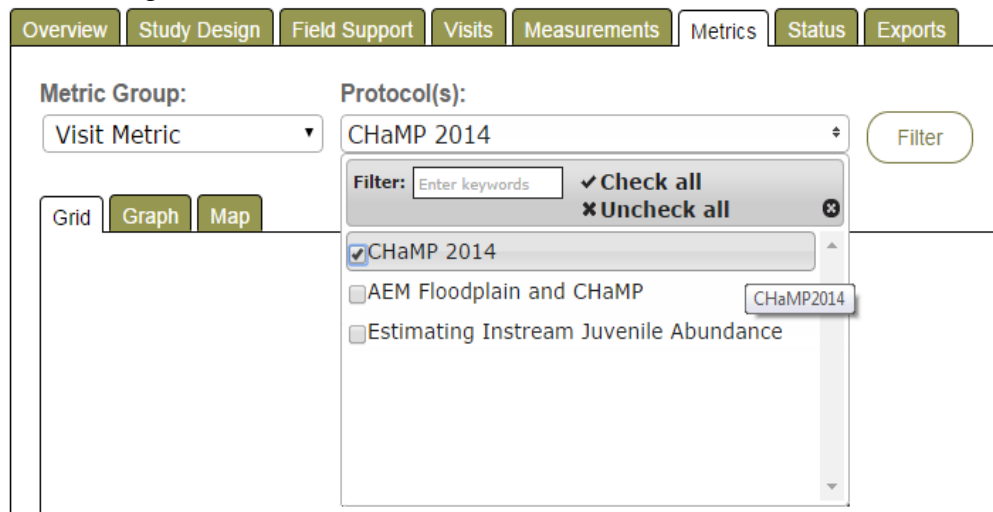 Overview Study Design Field Support Visits Measurements Metrics Status Exports
Metric Group: Protocol(s):
Visit Metric CHaMP 2014 Filter
Filter: Enter keywords Check all
Uncheck all
Grid Graph Map
CHaMP 2014
AEM Floodplain and CHaMP
CHaMP2014
Estimating Instream Juvenile Abundance